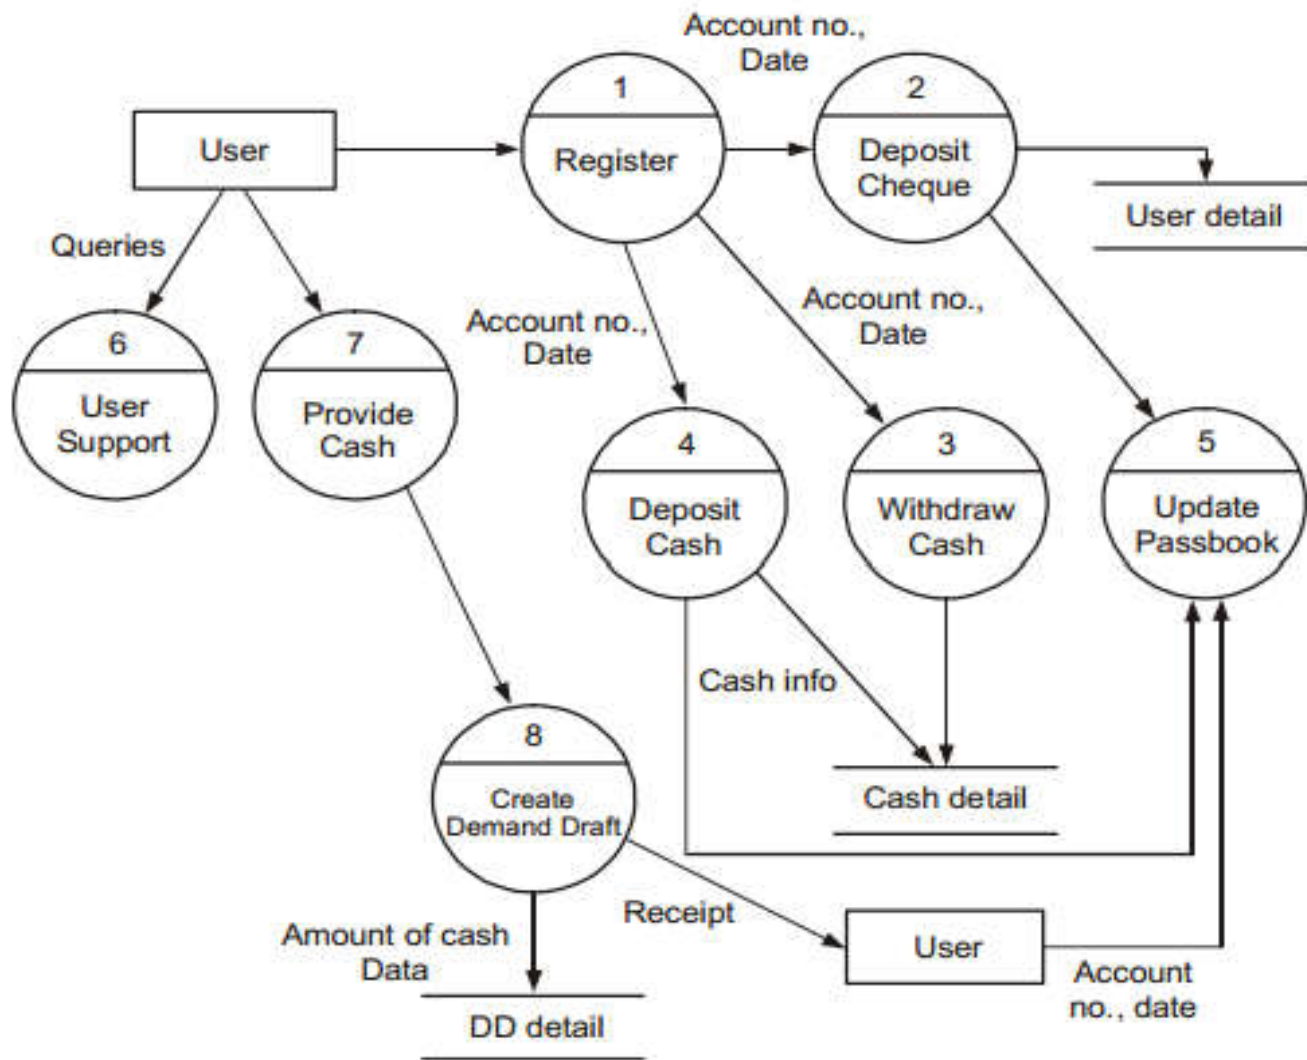 Account no.,
Date
1
2
User
Register
Deposit
Cheque
User detail
Queries
Account no.,
Date
Account no.,
Date
6
7
User
Support
Provide
Cash
4
3
5
Deposit
Cash
Withdraw
Cash
Update
Passbook
Cash info
8
Create
Demand Draft
Cash detail
Receipt
Amount of cash
Data
User
Account
no., date
DD detail